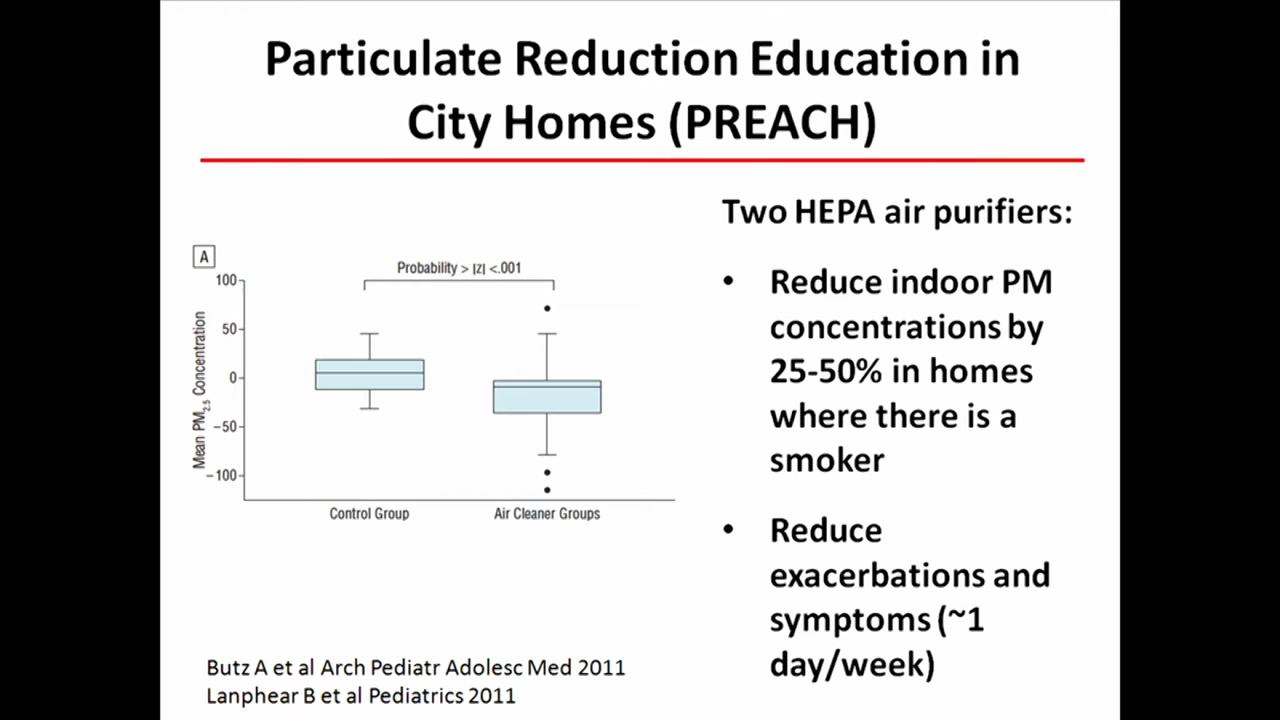 Particulate Reduction Education in
City Homes (PREACH)
Two HEPA air purifiers:
• Reduce indoor PM
concentrations by
25-50% in homes
where there is a
smoker
• Reduce
exacerbations and
symptoms (~1
day/week)
A
Probability > |z| <.001
Mean PM2.5 Concentration
100
50
0
−50
−100
Control Group
Air Cleaner Groups
Butz A et al Arch Pediatr Adolesc Med 2011
Lanphear B et al Pediatrics 2011